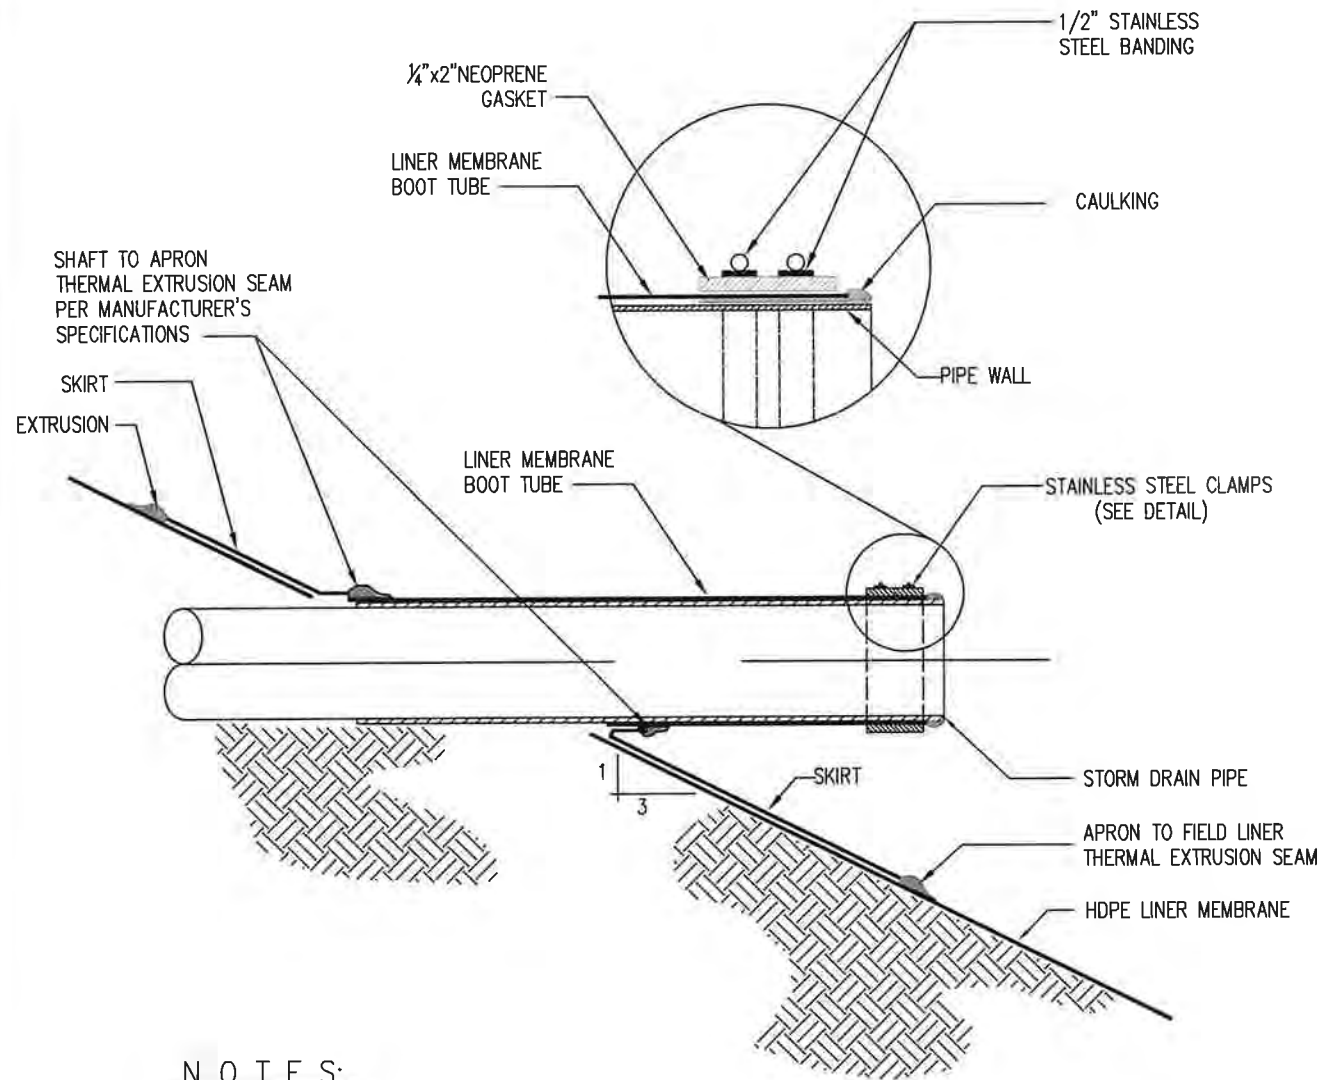 1/2" STAINLESS
STEEL BANDING
1/4"x2"NEOPRENE
GASKET
LINER MEMBRANE
BOOT TUBE
CAULKING
SHAFT TO APRON
THERMAL EXTRUSION SEAM
PER MANUFACTURER'S
SPECIFICATIONS
SKIRT
PIPE WALL
EXTRUSION
LINER MEMBRANE
BOOT TUBE
STAINLESS STEEL CLAMPS
(SEE DETAIL)
1
3
SKIRT
STORM DRAIN PIPE
APRON TO FIELD LINER
THERMAL EXTRUSION SEAM
HDPE LINER MEMBRANE
NOTES: